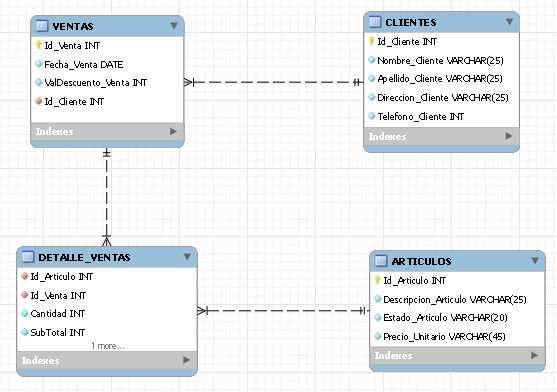 VENTAS
Id_Venta INT
Fecha_Venta DATE
ValDescuento_Venta INT
Id_Cliente INT
Indexes
CLIENTES
Id_Cliente INT
Nombre_Cliente VARCHAR(25)
Apellido_Cliente VARCHAR(25)
Direccion_Cliente VARCHAR(25)
Telefono_Cliente INT
Indexes
DETALLE_VENTAS
Id_Articulo INT
Id_Venta INT
Cantidad INT
SubTotal INT
1 more...
Indexes
ARTICULOS
Id_Articulo INT
Descripcion_Articulo VARCHAR(25)
Estado_Articulo VARCHAR(20)
Precio_Unitario VARCHAR(45)
Indexes